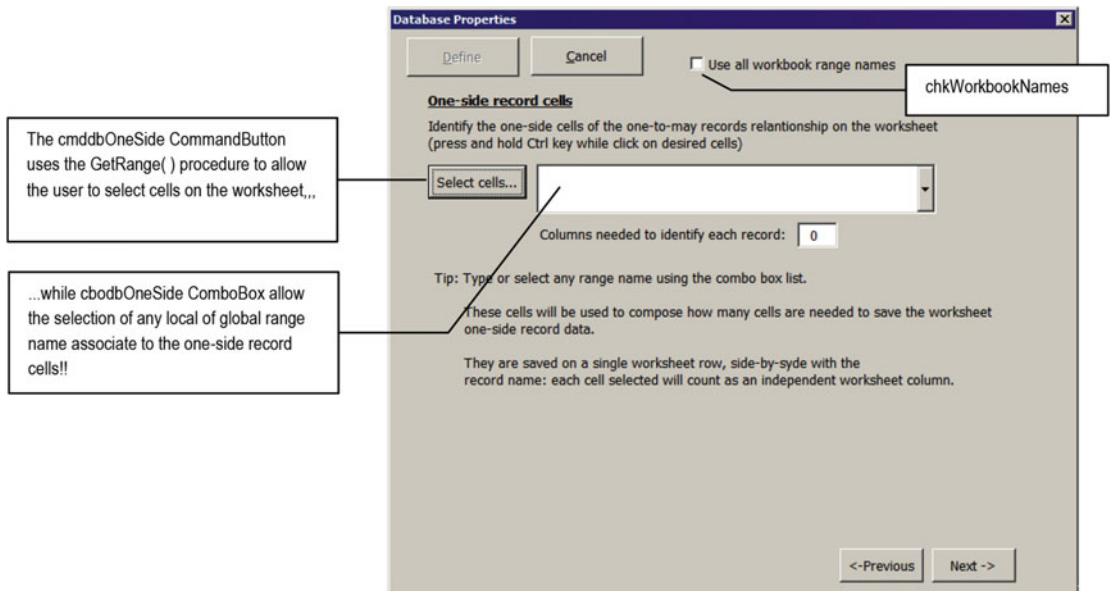 Database Properties
Define
Cancel
Use all workbook range names
chkWorkbookNames
One-side record cells
Identify the one-side cells of the one-to-may records relantionship on the worksheet
(press and hold Ctrl key while click on desired cells)
The cmddbOneSide CommandButton
uses the GetRange( ) procedure to allow
the user to select cells on the worksheet,,,
Select cells...
Columns needed to identify each record: 0
...while cbodbOneSide ComboBox allow
the selection of any local of global range
name associate to the one-side record
cells!!
Tip: Type or select any range name using the combo box list.
These cells will be used to compose how many cells are needed to save the worksheet
one-side record data.
They are saved on a single worksheet row, side-by-syde with the
record name: each cell selected will count as an independent worksheet column.
<-Previous
Next ->